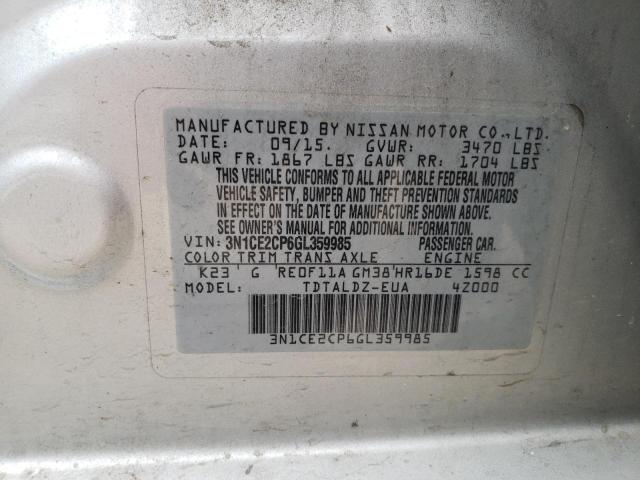 MANUFACTURED BY NISSAN MOTOR CO., LTD.
DATE: 09/15. GVWR: 3470 LBS
GAWR FR: 1867 LBS GAWR RR: 1704 LBS
THIS VEHICLE CONFORMS TO ALL APPLICABLE FEDERAL MOTOR
VEHICLE SAFETY, BUMPER AND THEFT PREVENTION STANDARDS
IN EFFECT ON THE DATE OF MANUFACTURE SHOWN ABOVE.
SEE OWNER'S MANUAL FOR ADDITIONAL INFORMATION.
VIN: 3N1CE2CP6GL359985 PASSENGER CAR.
COLOR TRIM TRANS AXLE ENGINE
K23 G RE0F11A GM38 HR16DE 1598 CC
MODEL: TDTALDZ-EUA 4Z000
3N1CE2CP6GL359985